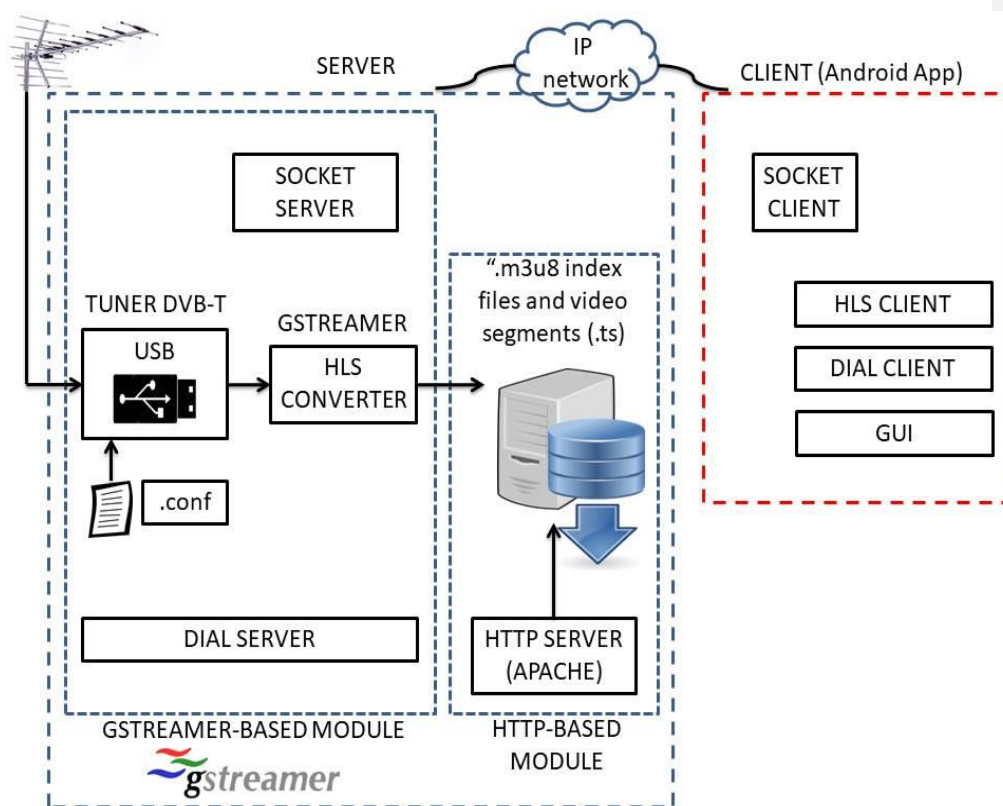 SERVER
IP
network
CLIENT (Android App)
SOCKET
SERVER
SOCKET
CLIENT
“.m3u8 index
files and video
segments (.ts)
TUNER DVB-T
USB
GSTREAMER
HLS
CONVERTER
HLS CLIENT
DIAL CLIENT
GUI
.conf
DIAL SERVER
HTTP SERVER
(APACHE)
GSTREAMER-BASED MODULE
gstreamer
HTTP-BASED
MODULE